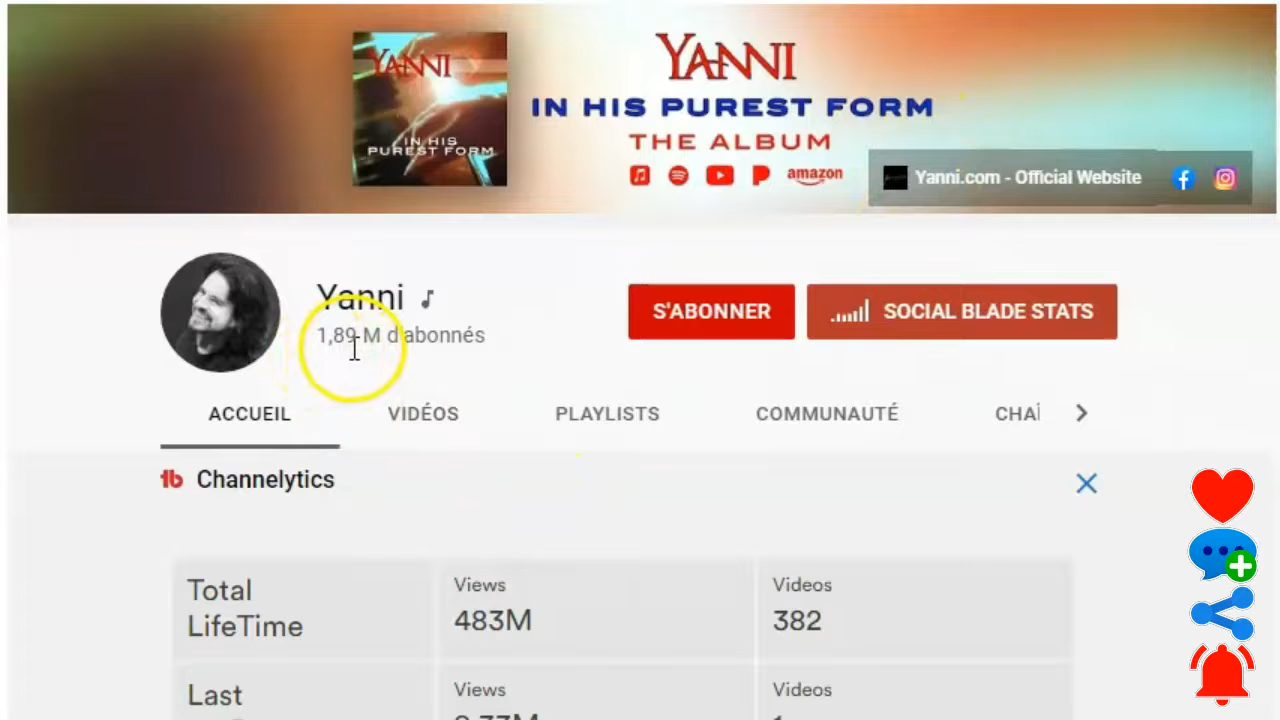 YANNI
IN HIS
PUREST FORM
YANNI
IN HIS PUREST FORM
THE ALBUM
amazon
Yanni.com - Official Website
Yanni
1,89 M d'abonnés
S'ABONNER
SOCIAL BLADE STATS
ACCUEIL
VIDÉOS
PLAYLISTS
COMMUNAUTÉ
CHAÎ
tb Channelytics
Total
LifeTime
Views
483M
Videos
382
Last
Views
Videos